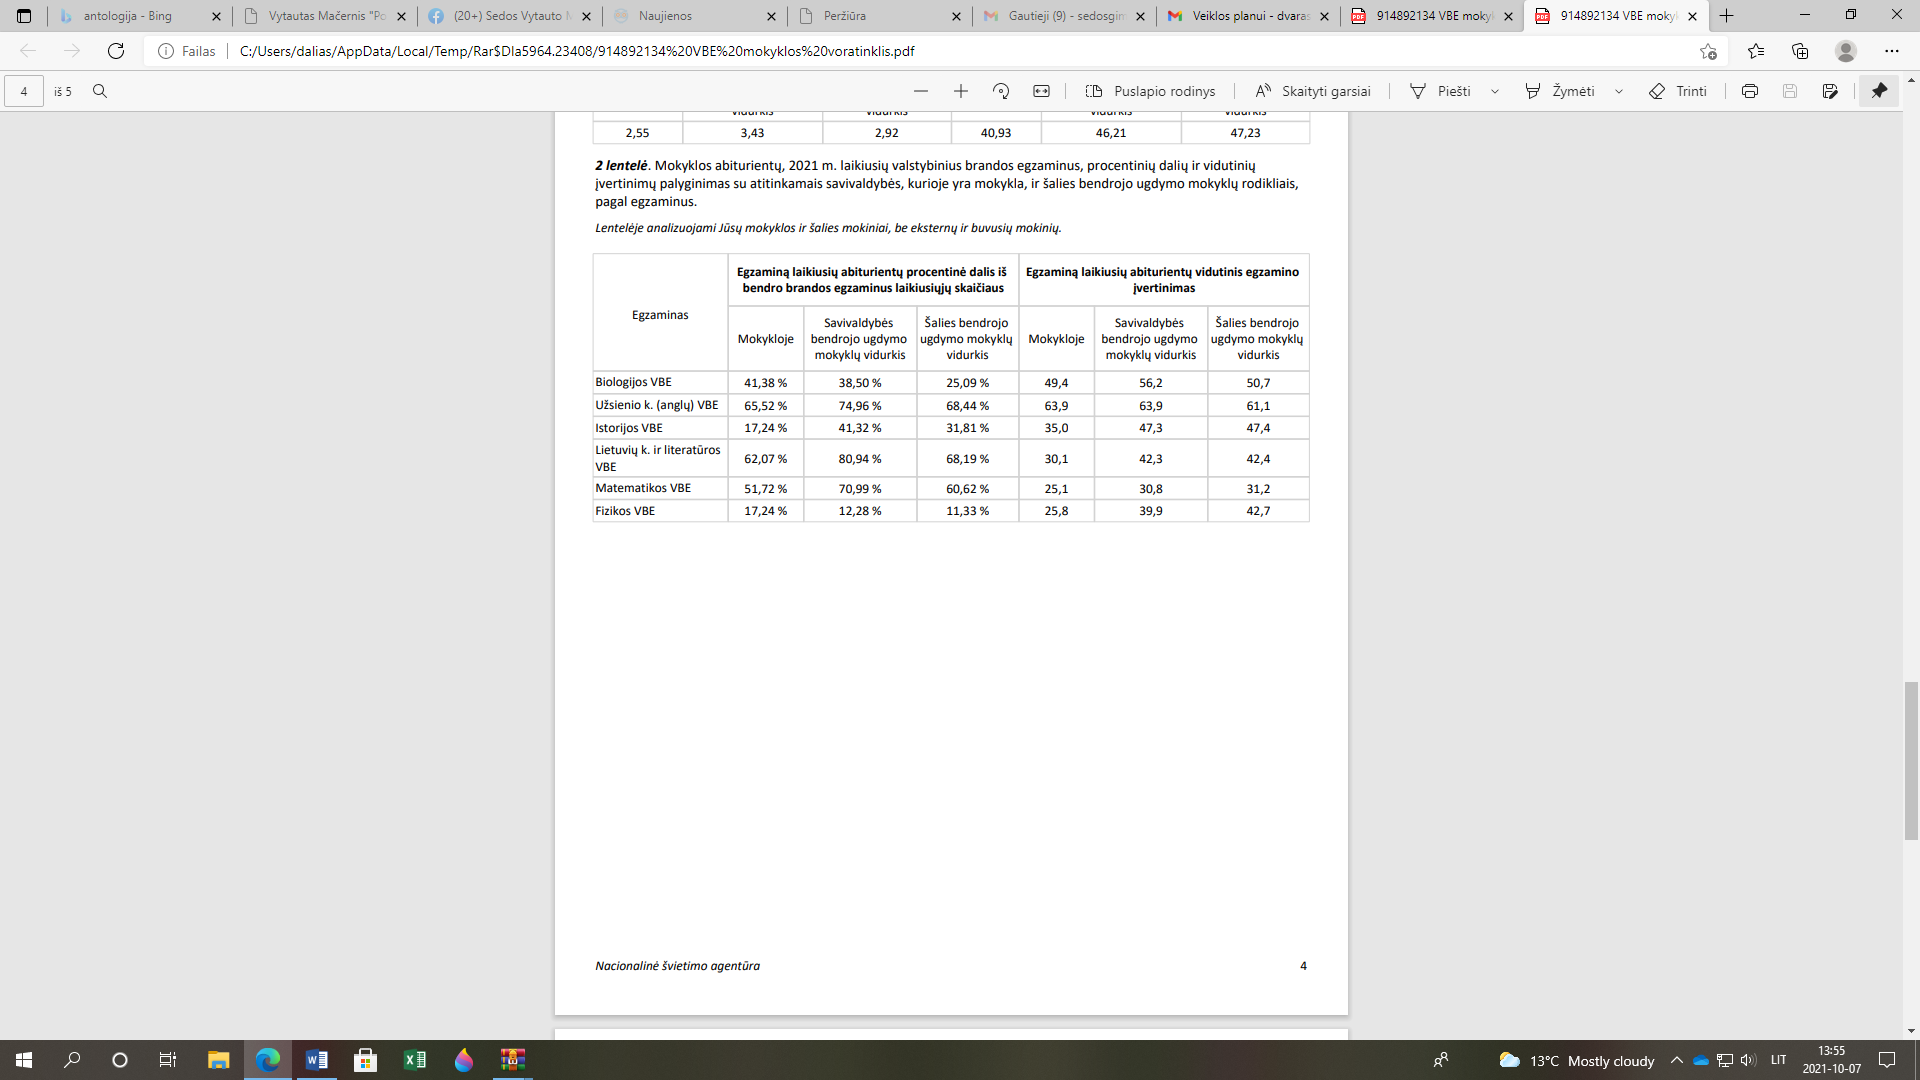 antologija - Bing
Vytautas Mačernis "Po
(20+) Sedos Vytauto M
Naujienos
Peržiūra
Gautieji (9) - sedosgim
Veiklos planui - dvaras
914892134 VBE moky
914892134 VBE moky
Failas C:/Users/dalias/AppData/Local/Temp/Rar$DIa5964.23408/914892134%20VBE%20mokyklos%20voratinklis.pdf
4 iš 5 Puslapio rodinys Skaityti garsiai Piešti Žymėti Trinti
vidurkis vidurkis vidurkis vidurkis
2,55 3,43 2,92 40,93 46,21 47,23
2 lentelė. Mokyklos abiturientų, 2021 m. laikiusių valstybinius brandos egzaminus, procentinių dalių ir vidutinių
įvertinimų palyginimas su atitinkamais savivaldybės, kurioje yra mokykla, ir šalies bendrojo ugdymo mokyklų rodikliais,
pagal egzaminus.
Lentelėje analizuojami Jūsų mokyklos ir šalies mokiniai, be eksternų ir buvusių mokinių.
Egzaminas
Egzaminą laikiusių abiturientų procentinė dalis iš
bendro brandos egzaminus laikiusiųjų skaičiaus
Egzaminą laikiusių abiturientų vidutinis egzamino
įvertinimas
Mokykloje
Savivaldybės
bendrojo ugdymo
mokyklų vidurkis
Šalies bendrojo
ugdymo mokyklų
vidurkis
Mokykloje
Savivaldybės
bendrojo ugdymo
mokyklų vidurkis
Šalies bendrojo
ugdymo mokyklų
vidurkis
Biologijos VBE 41,38 % 38,50 % 25,09 % 49,4 56,2 50,7
Užsienio k. (anglų) VBE 65,52 % 74,96 % 68,44 % 63,9 63,9 61,1
Istorijos VBE 17,24 % 41,32 % 31,81 % 35,0 47,3 47,4
Lietuvių k. ir literatūros
VBE 62,07 % 80,94 % 68,19 % 30,1 42,3 42,4
Matematikos VBE 51,72 % 70,99 % 60,62 % 25,1 30,8 31,2
Fizikos VBE 17,24 % 12,28 % 11,33 % 25,8 39,9 42,7
Nacionalinė švietimo agentūra 4
13°C Mostly cloudy LIT
13:55
2021-10-07